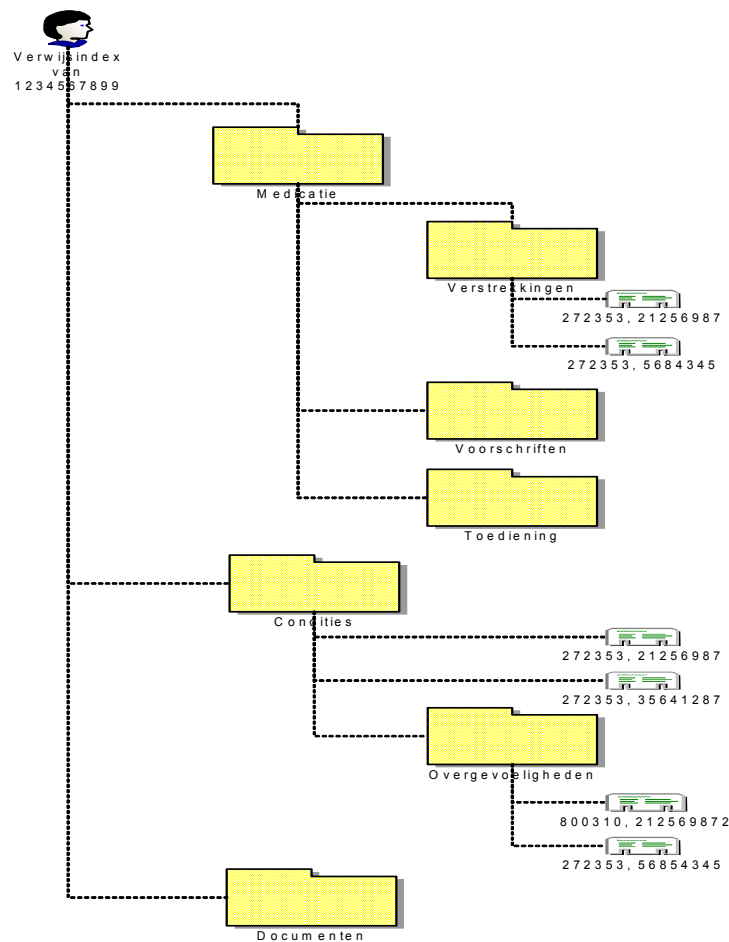 Verwijsindex
van
1234567899
Medicatie
Verstrekkingen
272353,21256987
272353,5684345
Voorschriften
Toediening
Condities
272353,21256987
272353,35641287
Overgevoeligheden
800310,212569872
272353,56854345
Documenten